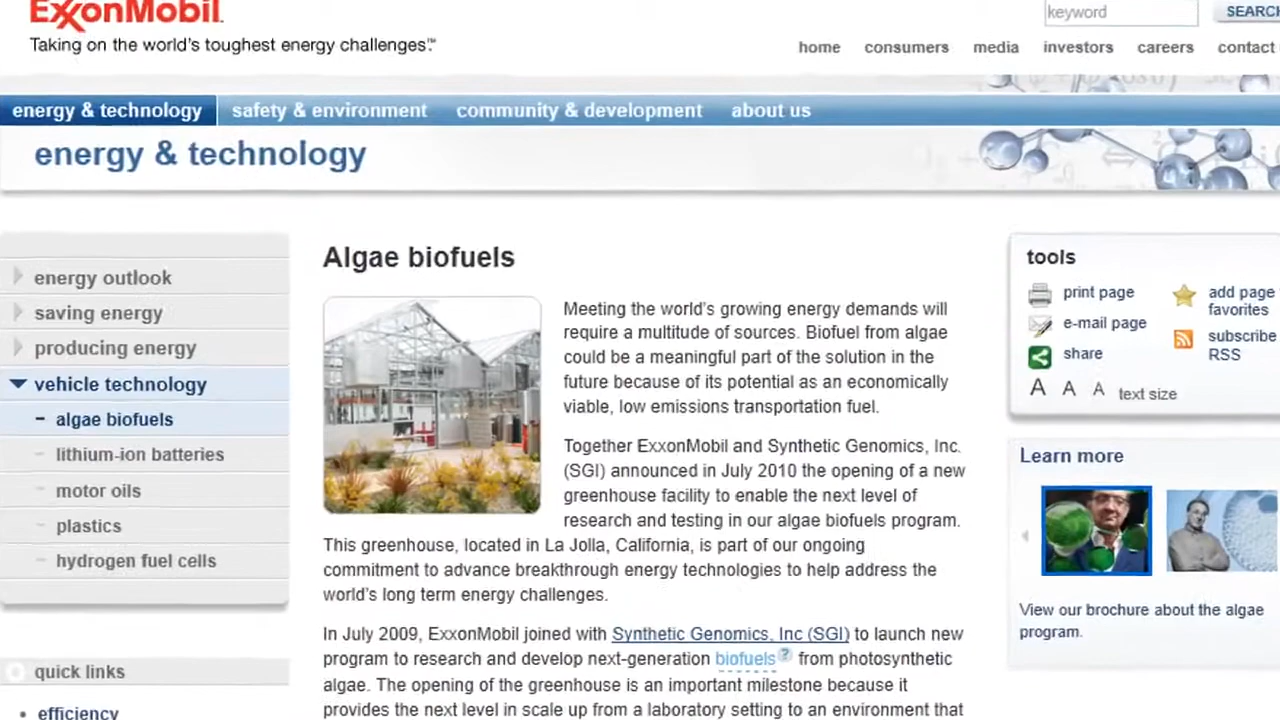 ExxonMobil
Taking on the world's toughest energy challenges.™
keyword
SEARCH
home consumers media investors careers contact
energy & technology safety & environment community & development about us
energy & technology
energy outlook
saving energy
producing energy
vehicle technology
algae biofuels
lithium-ion batteries
motor oils
plastics
hydrogen fuel cells
quick links
efficiency
Algae biofuels
Meeting the world's growing energy demands will
require a multitude of sources. Biofuel from algae
could be a meaningful part of the solution in the
future because of its potential as an economically
viable, low emissions transportation fuel.
Together ExxonMobil and Synthetic Genomics, Inc.
(SGI) announced in July 2010 the opening of a new
greenhouse facility to enable the next level of
research and testing in our algae biofuels program.
This greenhouse, located in La Jolla, California, is part of our ongoing
commitment to advance breakthrough energy technologies to help address the
world's long term energy challenges.
In July 2009, ExxonMobil joined with Synthetic Genomics, Inc (SGI) to launch new
program to research and develop next-generation biofuels? from photosynthetic
algae. The opening of the greenhouse is an important milestone because it
provides the next level in scale up from a laboratory setting to an environment that
tools
print page
e-mail page
share
add page
favorites
subscribe
RSS
A A A text size
Learn more
View our brochure about the algae
program.